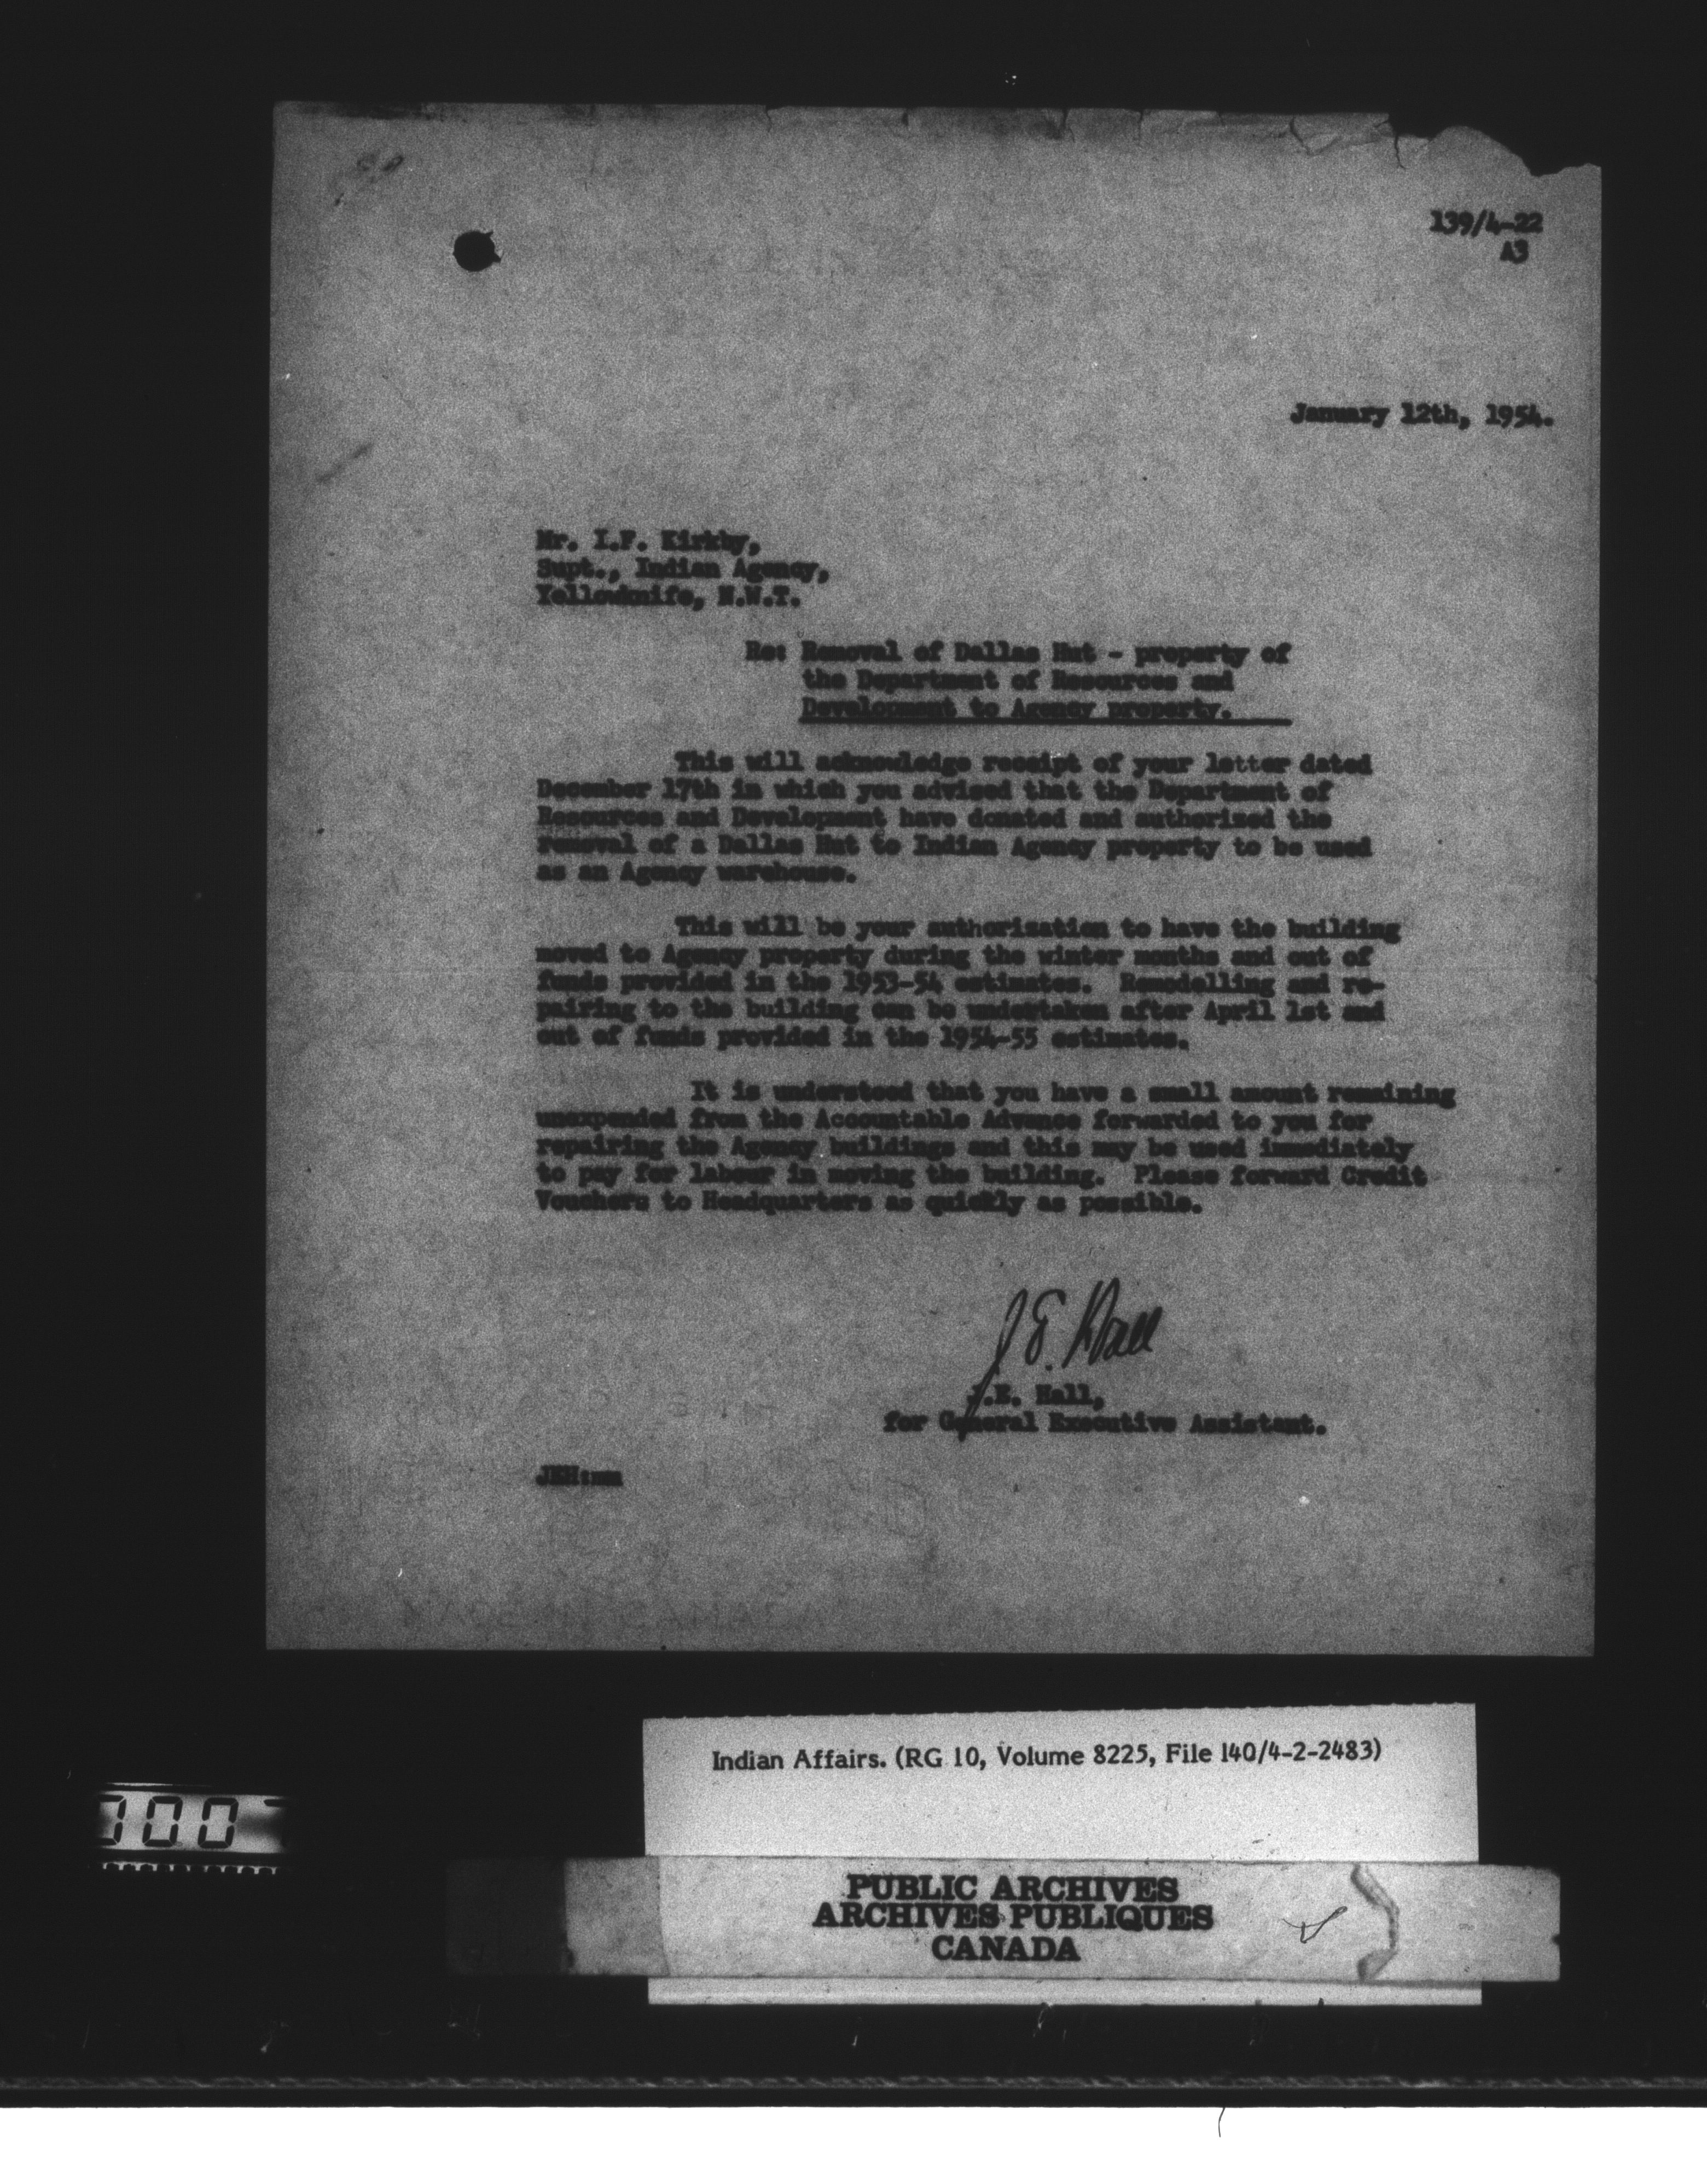 139/4-22
A3
January 12th, 1954.
Mr. I.F. Kirkby,
Supt., Indian Agency,
Yellowknife, N.W.T.
Re: Removal of Dallas Hut - property of
the Department of Resources and
Development to Agency property.
This will acknowledge receipt of your letter dated
December 17th in which you advised that the Department of
Resources and Development have donated and authorized the
removal of a Dallas Hut to Indian Agency property to be used
as an Agency warehouse.
This will be your authorization to have the building
moved to Agency property during the winter months and out of
funds provided in the 1953-54 estimates. Remodelling and re-
pairing to the building can be undertaken after April 1st and
out of funds provided in the 1954-55 estimates.
It is understood that you have a small amount remaining
unexpended from the Accountable Advance forwarded to you for
repairing the Agency buildings and this may be used immediately
to pay for labour in moving the building. Please forward Credit
Vouchers to Headquarters as quickly as possible.
J E. Hall
J.E. Hall,
for General Executive Assistant.
JEH:mm
Indian Affairs. (RG 10, Volume 8225, File 140/4-2-2483)
PUBLIC ARCHIVES
ARCHIVES PUBLIQUES
CANADA